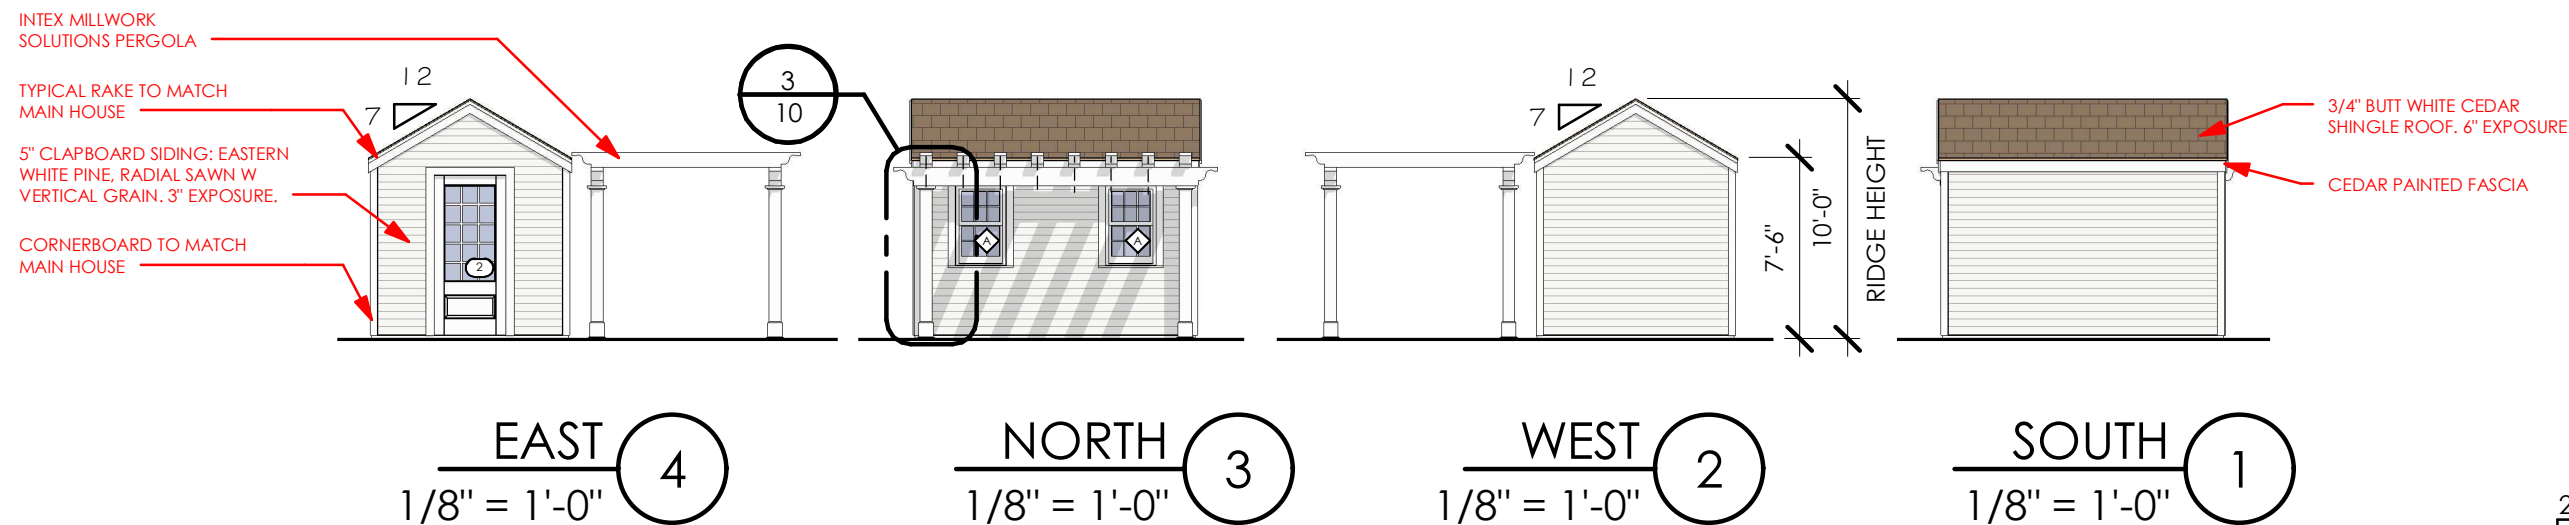 INTEX MILLWORK
SOLUTIONS PERGOLA
TYPICAL RAKE TO MATCH
MAIN HOUSE
5" CLAPBOARD SIDING: EASTERN
WHITE PINE, RADIAL SAWN W
VERTICAL GRAIN. 3" EXPOSURE.
CORNERBOARD TO MATCH
MAIN HOUSE
12
7
2
3
10
A
A
12
7
7'-6"
10'-0"
RIDGE HEIGHT
3/4" BUTT WHITE CEDAR
SHINGLE ROOF. 6" EXPOSURE
CEDAR PAINTED FASCIA
EAST
4
1/8" = 1'-0"
NORTH
3
1/8" = 1'-0"
WEST
2
1/8" = 1'-0"
SOUTH
1
1/8" = 1'-0"
2